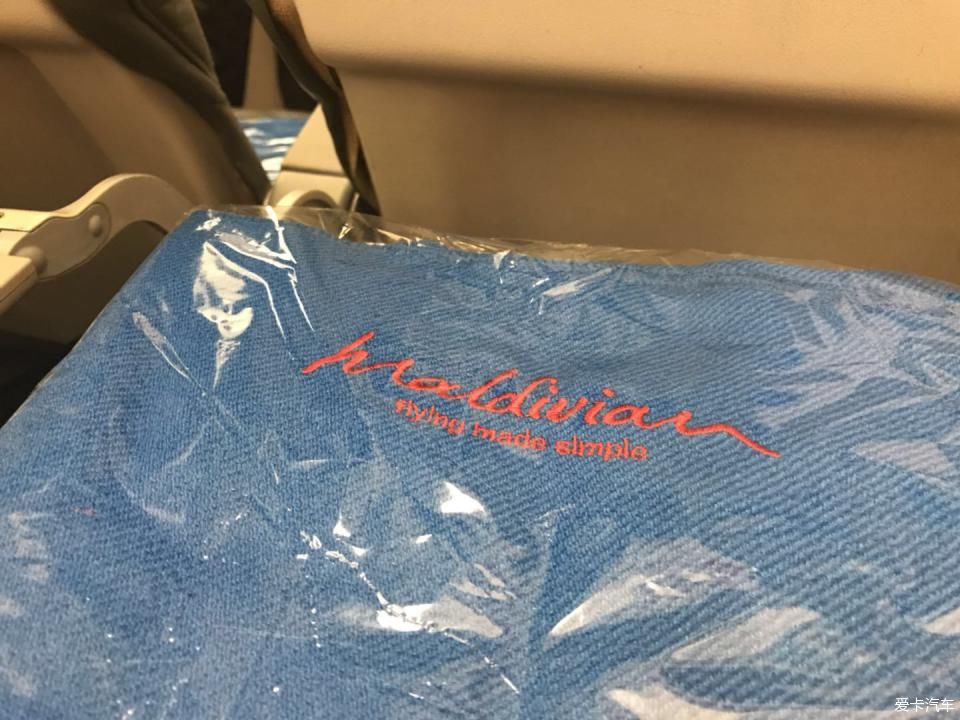 maldivian
flying made simple
爱卡汽车